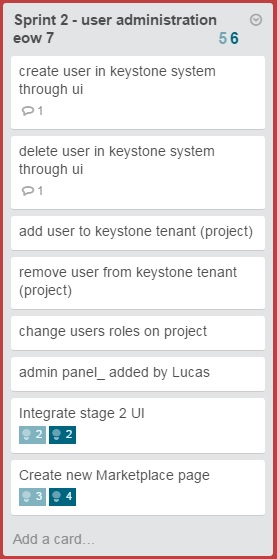 Sprint 2 - user administration
eow 7
5 6
create user in keystone system
through ui
1
delete user in keystone system
through ui
1
add user to keystone tenant (project)
remove user from keystone tenant
(project)
change users roles on project
admin panel_ added by Lucas
Integrate stage 2 UI
2 2
Create new Marketplace page
3 4
Add a card...